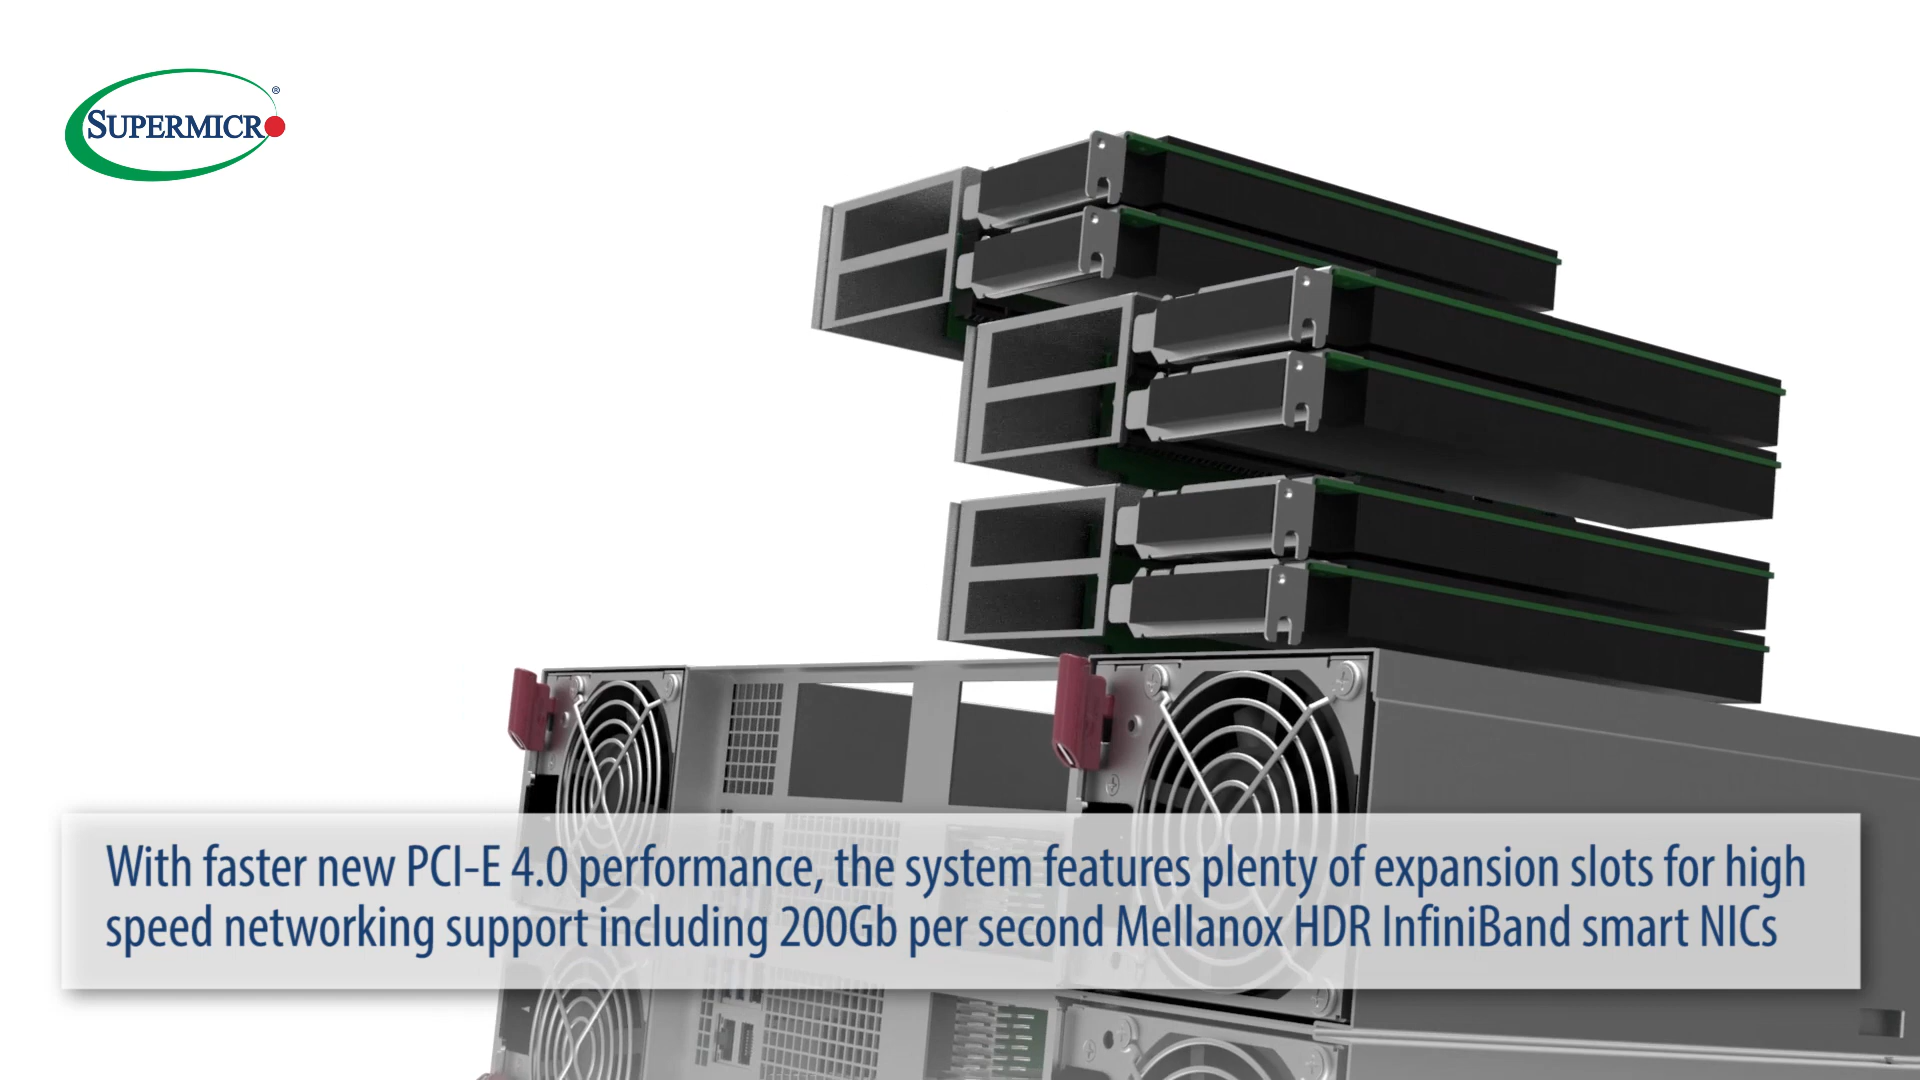 SUPERMICRO®
With faster new PCI-E 4.0 performance, the system features plenty of expansion slots for high
speed networking support including 200Gb per second Mellanox HDR InfiniBand smart NICs